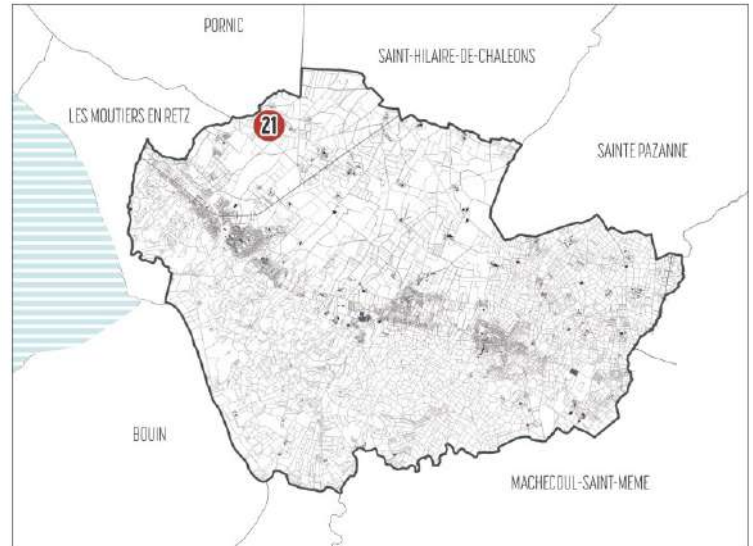 PORNIC
SAINT-HILAIRE-DE-CHALEONS
LES MOUTIERS EN RETZ
21
SAINTE PAZANNE
BOUIN
MACHECOUL-SAINT-MEME